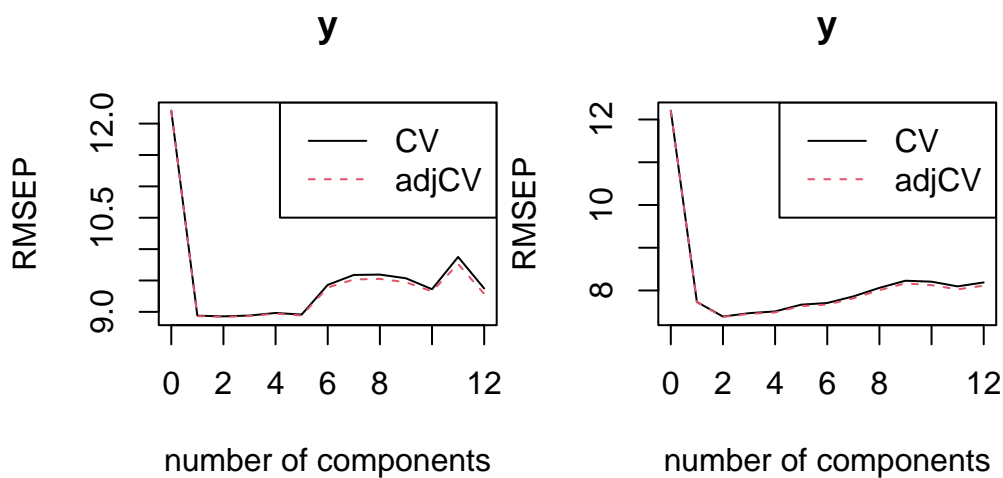 y
RMSEP
9.0 10.5 12.0
CV
adjCV
0 2 4 6 8 12
number of components
y
RMSEP
8 10 12
CV
adjCV
0 2 4 6 8 12
number of components